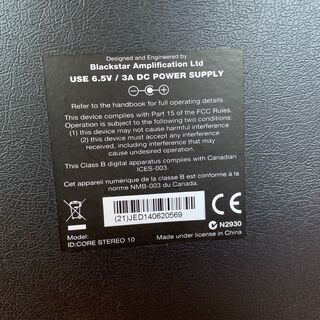 Designed and Engineered by
Blackstar Amplification Ltd
USE 6.5V / 3A DC POWER SUPPLY
Refer to the handbook for full operating details.
This device complies with Part 15 of the FCC Rules.
Operation is subject to the following two conditions:
(1) this device may not cause harmful interference
(2) this device must accept any interference
received, including interference that may
cause undesired operation.
This Class B digital apparatus complies with Canadian
ICES-003.
Cet appareil numérique de la classe B est conforme à la
norme NMB-003 du Canada.
(21)JED140620569
N2930
Model:
ID:CORE STEREO 10
Made under license in China